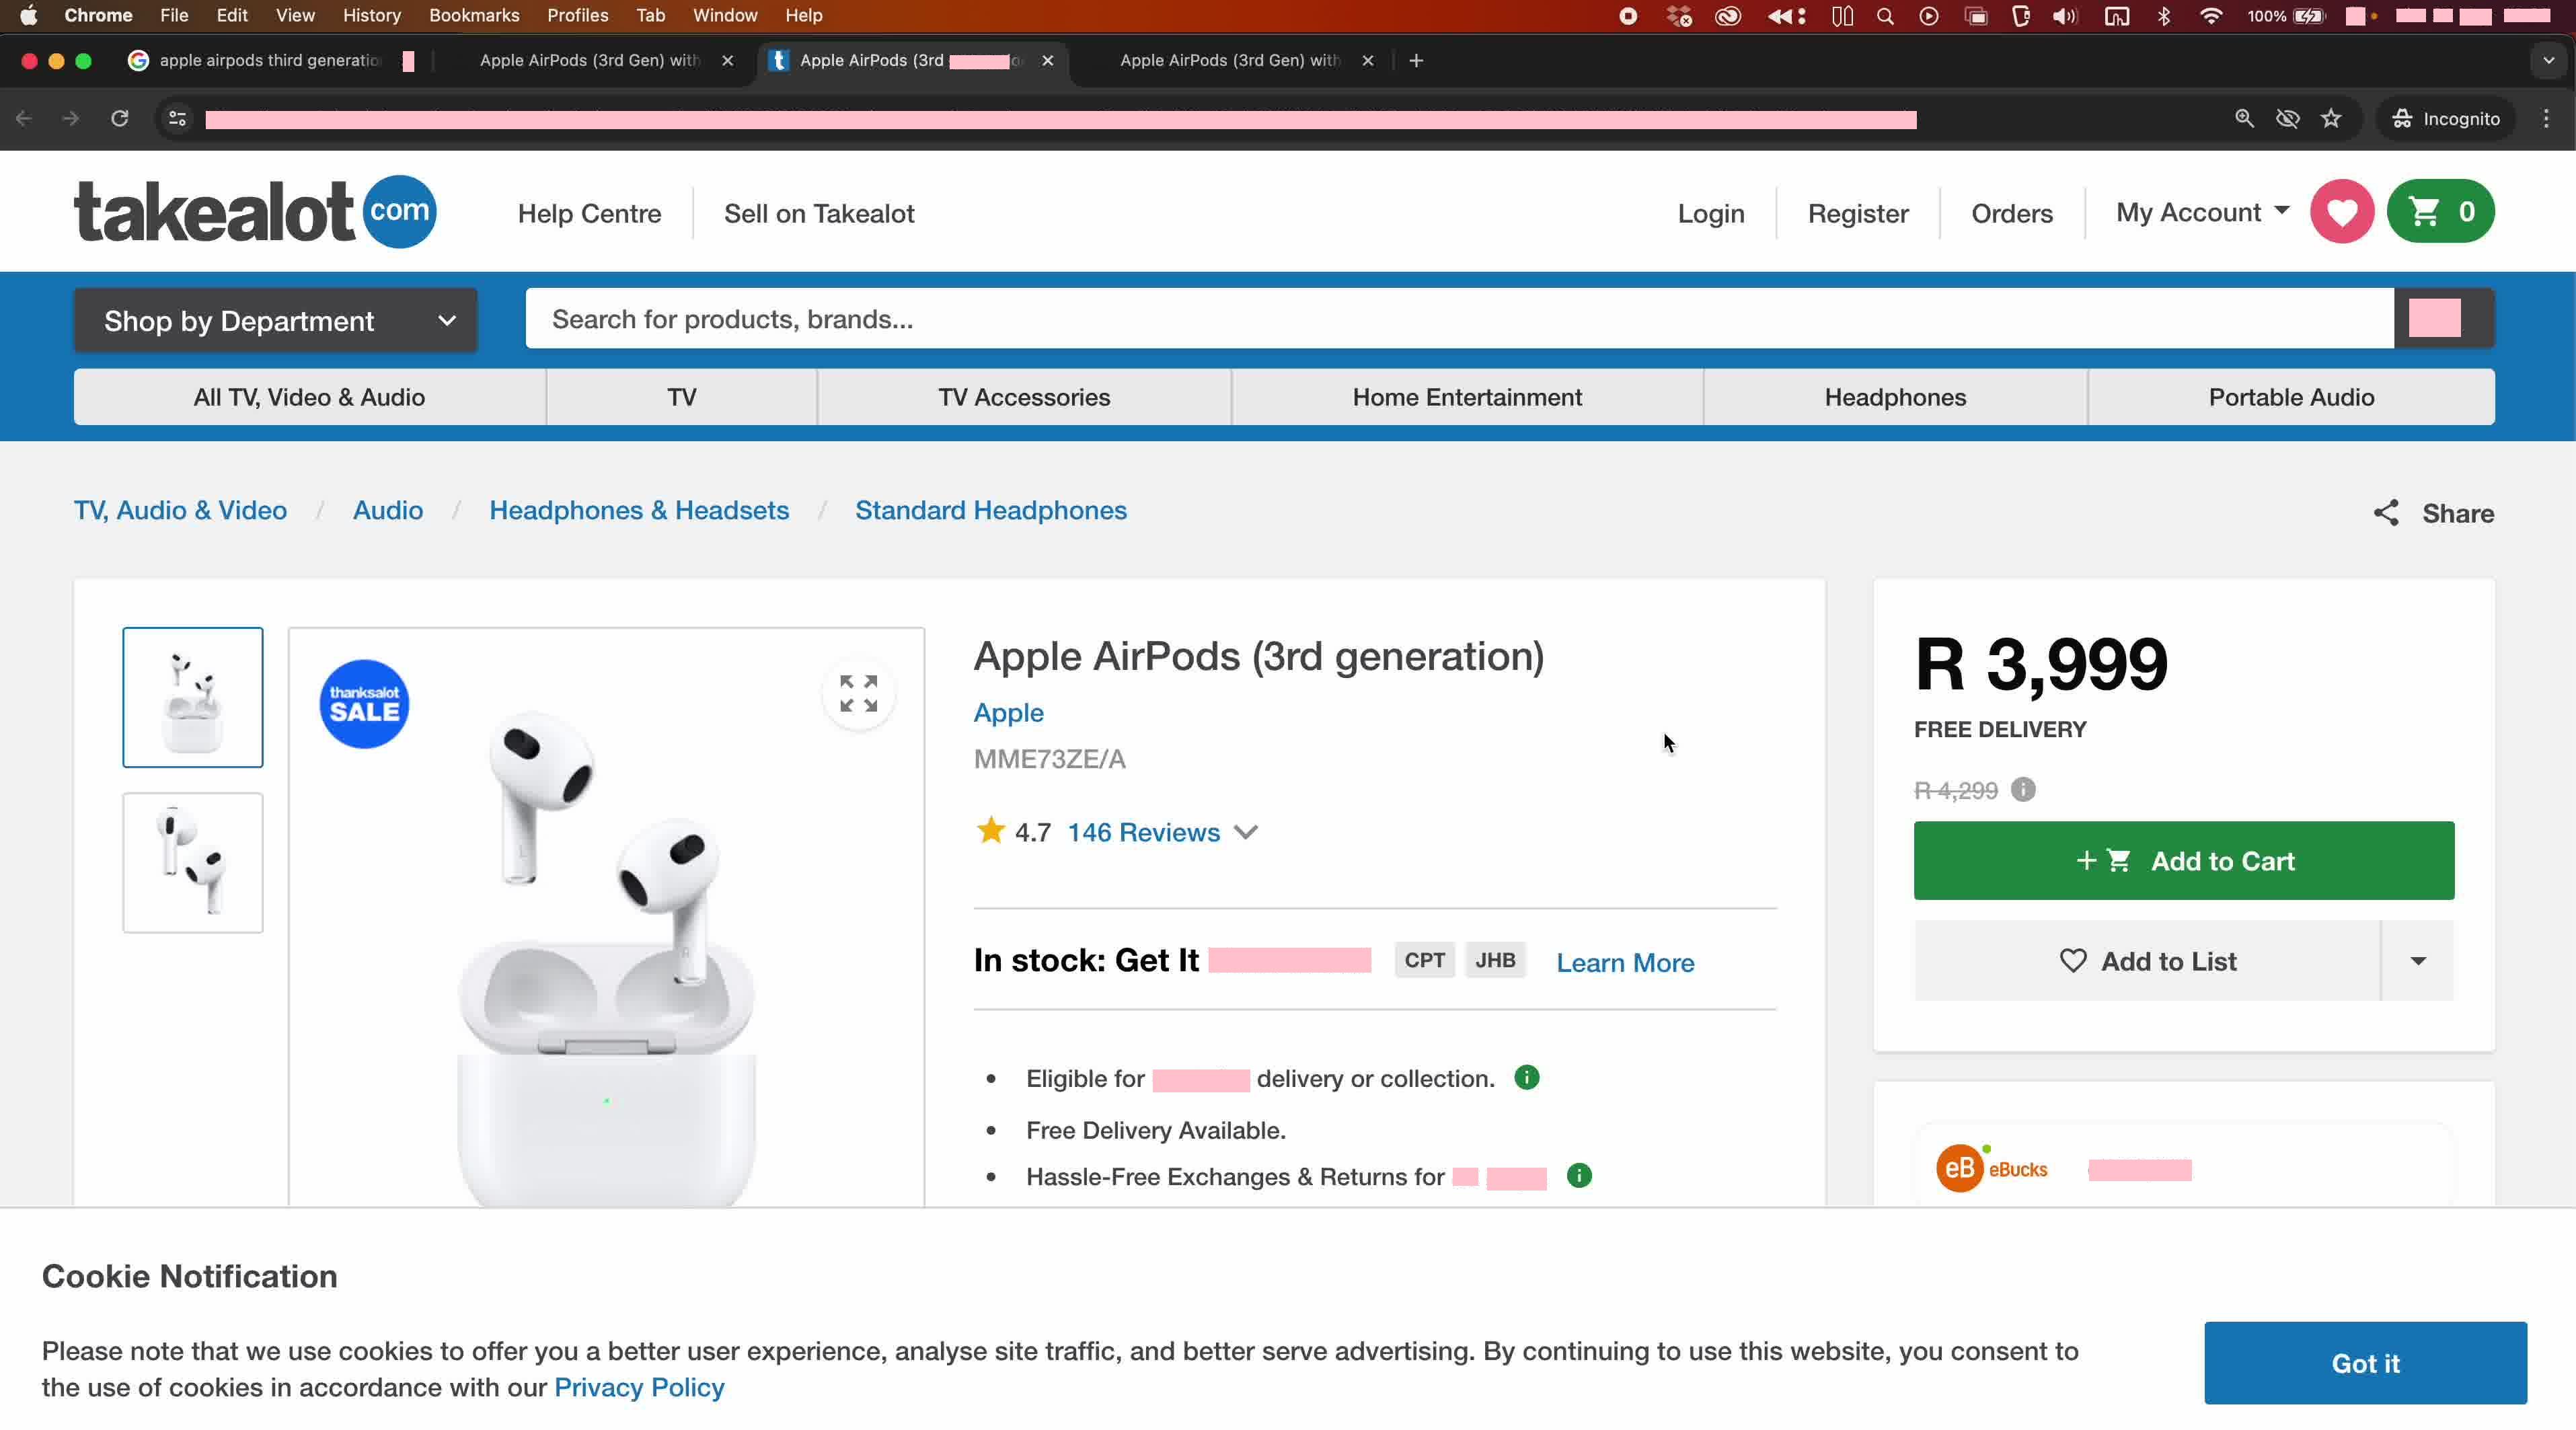 Chrome File Edit View History Bookmarks Profiles Tab Window Help 100%
apple airpods third generatio Apple AirPods (3rd Gen) with Apple AirPods (3rd Apple AirPods (3rd Gen) with
Incognito
takealot com Help Centre Sell on Takealot Login Register Orders My Account 0
Shop by Department Search for products, brands...
All TV, Video & Audio TV TV Accessories Home Entertainment Headphones Portable Audio
TV, Audio & Video / Audio / Headphones & Headsets / Standard Headphones Share
thanksalot
SALE
Apple AirPods (3rd generation)
Apple
MME73ZE/A
4.7 146 Reviews
In stock: Get It CPT JHB Learn More
• Eligible for delivery or collection.
• Free Delivery Available.
• Hassle-Free Exchanges & Returns for
R 3,999
FREE DELIVERY
R 4,299
+ Add to Cart
Add to List
eB eBucks
Cookie Notification
Please note that we use cookies to offer you a better user experience, analyse site traffic, and better serve advertising. By continuing to use this website, you consent to
the use of cookies in accordance with our Privacy Policy
Got it